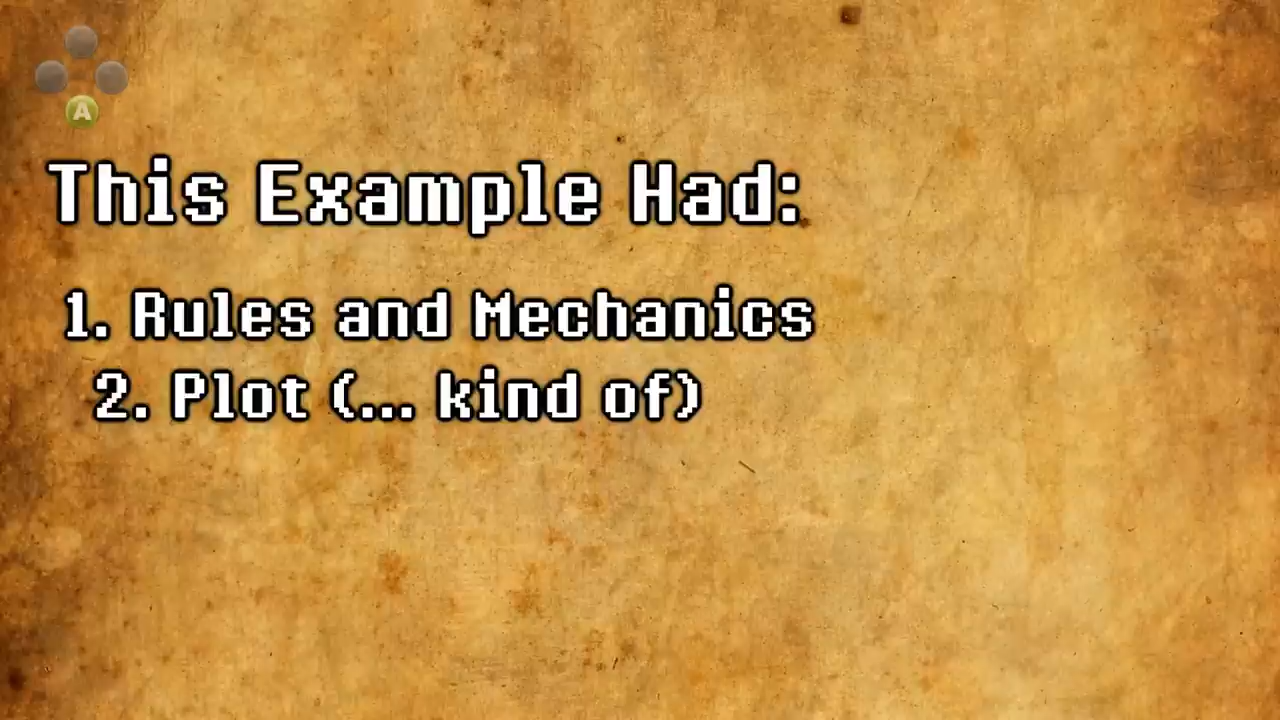 A
This Example Had:
1. Rules and Mechanics
2. Plot (... kind of)